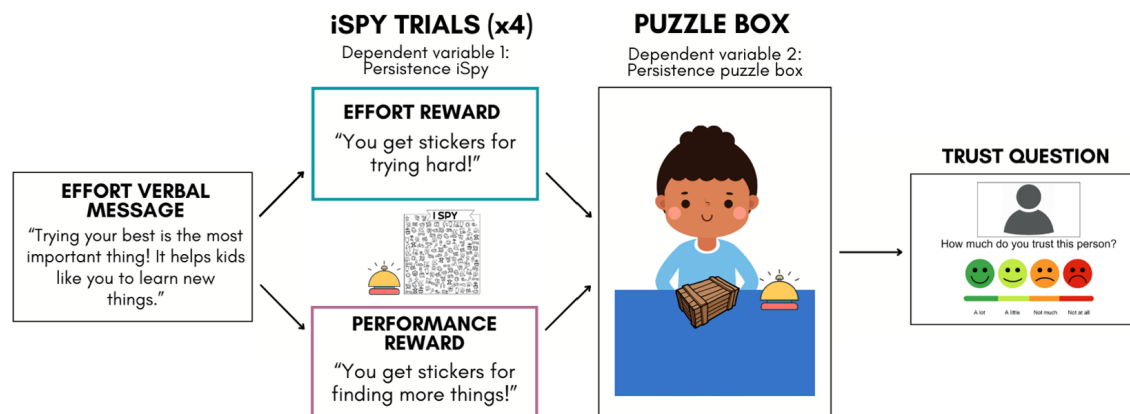 EFFORT VERBAL
MESSAGE
“Trying your best is the most
important thing! It helps kids
like you to learn new
things.”
iSPY TRIALS (x4)
Dependent variable 1:
Persistence iSpy
EFFORT REWARD
“You get stickers for
trying hard!”
I SPY
PERFORMANCE
REWARD
“You get stickers for
finding more things!”
PUZZLE BOX
Dependent variable 2:
Persistence puzzle box
TRUST QUESTION
How much do you trust this person?
A lot
A little
Not much
Not at all